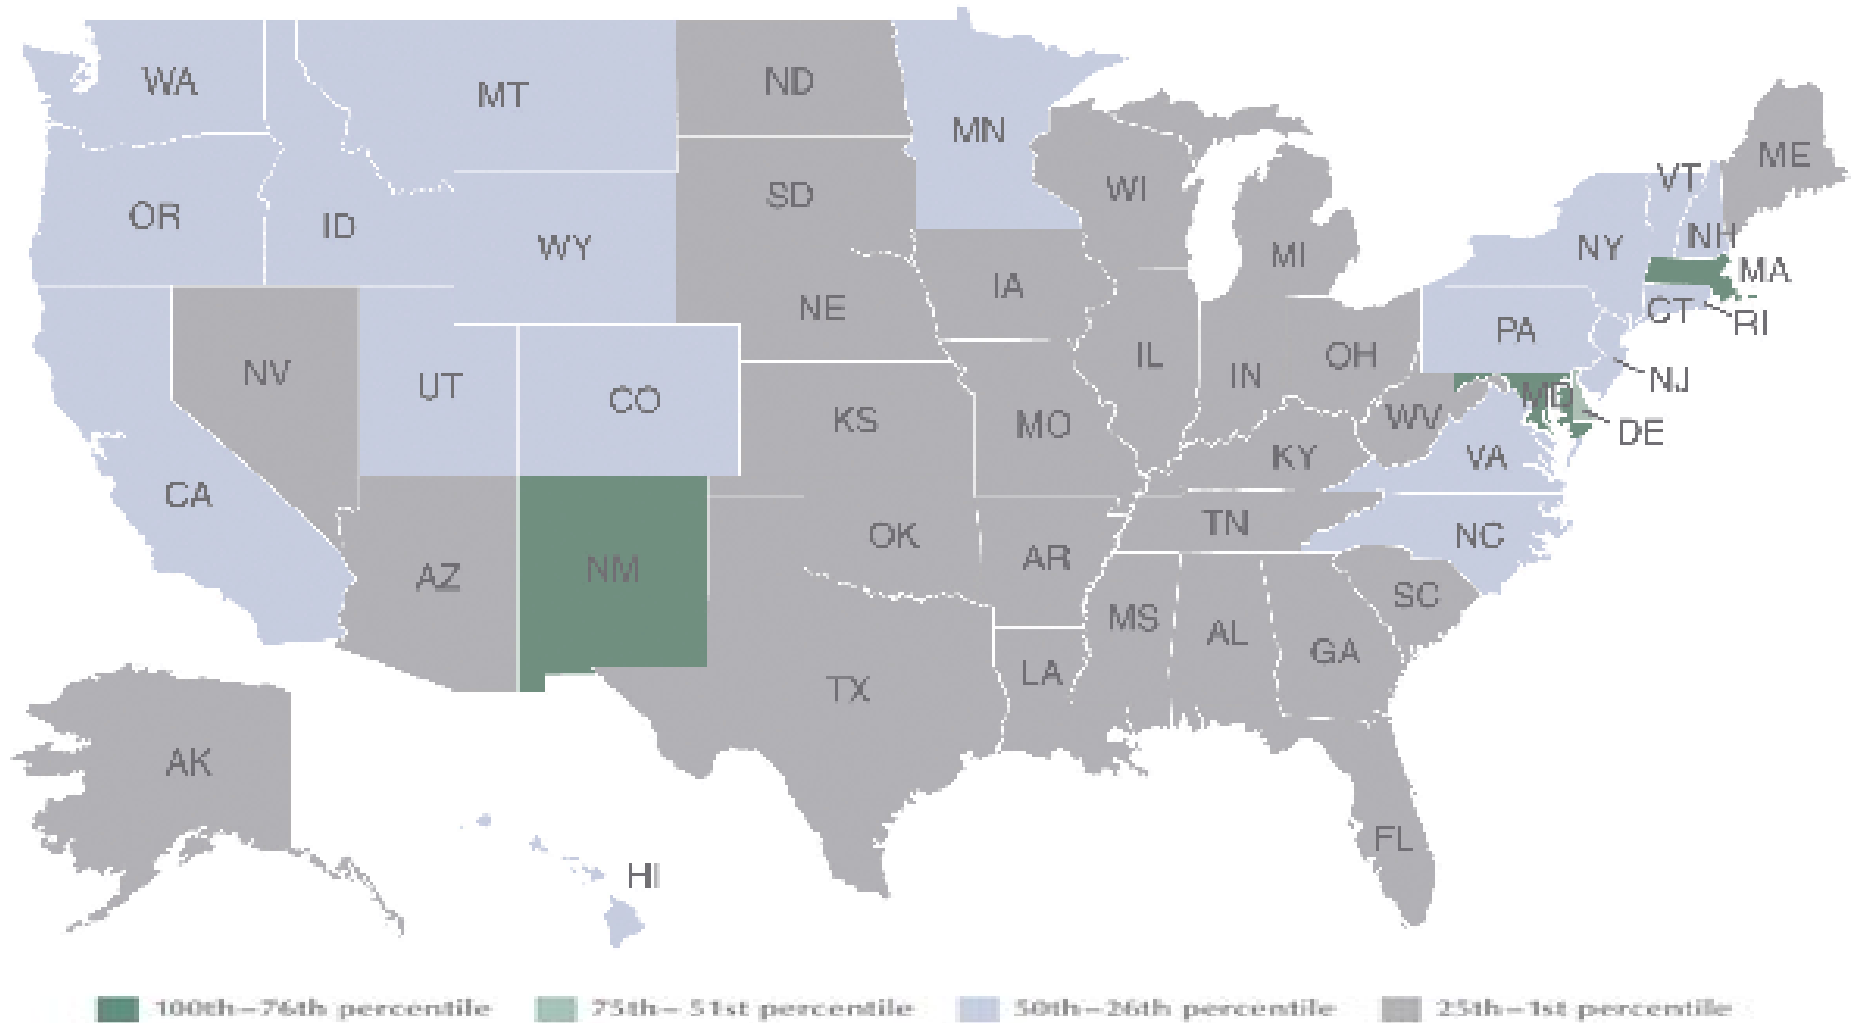 WA
MT
ND
MN
OR
ID
WY
SD
WI
MI
NY
VT
NH
ME
MA
CT
RI
NE
IA
PA
NJ
NV
UT
CO
KS
MO
IL
IN
OH
WV
MD
DE
KY
VA
CA
AZ
NM
OK
AR
TN
NC
TX
LA
MS
AL
GA
SC
AK
HI
FL
100th–76th percentile 75th–51st percentile 50th–26th percentile 25th–1st percentile